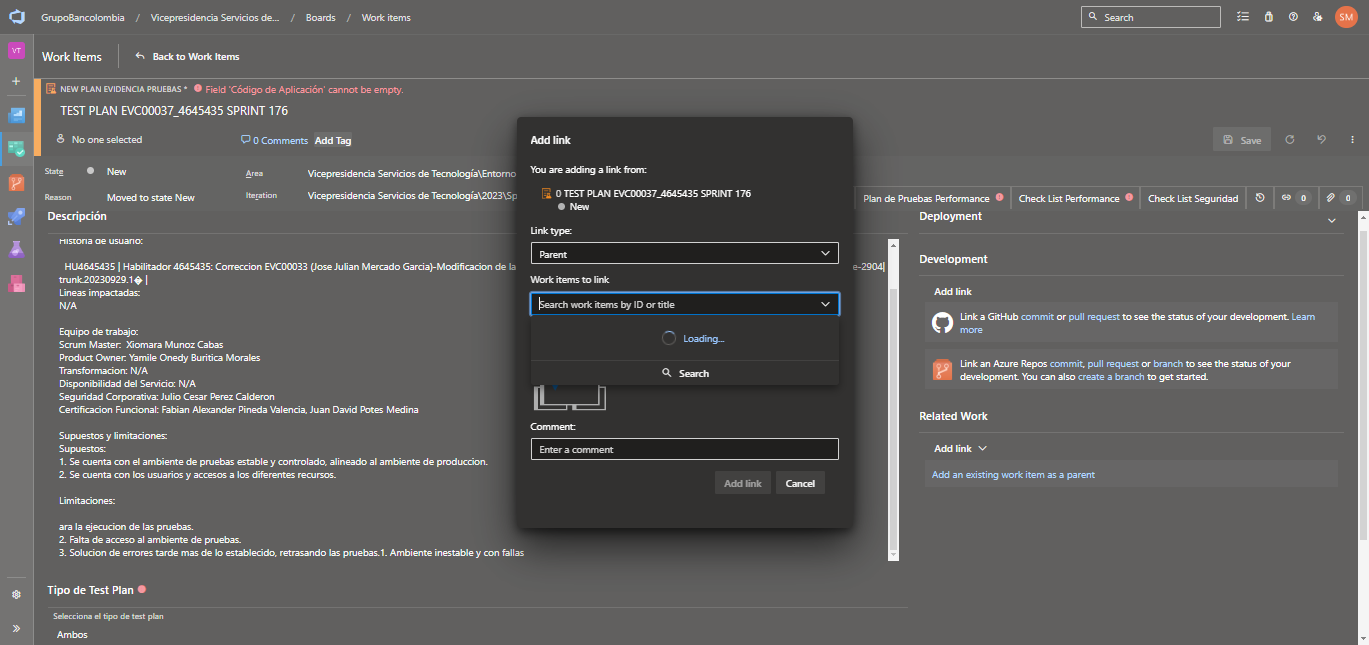 GrupoBancolombia / Vicepresidencia Servicios de... / Boards / Work items
Search
SM
VT
Work Items
Back to Work Items
NEW PLAN EVIDENCIA PRUEBAS * Field 'Código de Aplicación' cannot be empty.
TEST PLAN EVC00037_4645435 SPRINT 176
No one selected
0 Comments
Add Tag
Save
State
New
Area
Vicepresidencia Servicios de Tecnología\Entorno
Reason
Moved to state New
Iteration
Vicepresidencia Servicios de Tecnología\2023\Sp
Plan de Pruebas Performance
Check List Performance
Check List Seguridad
0
0
Descripción
Historia de usuario:
HU4645435 | Habilitador 4645435: Correccion EVC00033 (Jose Julian Mercado Garcia)-Modificacion de la
e-2904|
trunk.20230929.1� |
Lineas impactadas:
N/A
Equipo de trabajo:
Scrum Master: Xiomara Munoz Cabas
Product Owner: Yamile Onedy Buritica Morales
Transformacion: N/A
Disponibilidad del Servicio: N/A
Seguridad Corporativa: Julio Cesar Perez Calderon
Certificacion Funcional: Fabian Alexander Pineda Valencia, Juan David Potes Medina
Supuestos y limitaciones:
Supuestos:
1. Se cuenta con el ambiente de pruebas estable y controlado, alineado al ambiente de produccion.
2. Se cuenta con los usuarios y accesos a los diferentes recursos.
Limitaciones:
ara la ejecucion de las pruebas.
2. Falta de acceso al ambiente de pruebas.
3. Solucion de errores tarde mas de lo establecido, retrasando las pruebas.1. Ambiente inestable y con fallas
Tipo de Test Plan
Selecciona el tipo de test plan
Ambos
Add link
You are adding a link from:
0 TEST PLAN EVC00037_4645435 SPRINT 176
New
Link type:
Parent
Work items to link
Search work items by ID or title
Loading...
Search
Comment:
Enter a comment
Add link
Cancel
Deployment
Development
Add link
Link a GitHub commit or pull request to see the status of your development. Learn
more
Link an Azure Repos commit, pull request or branch to see the status of your
development. You can also create a branch to get started.
Related Work
Add link
Add an existing work item as a parent